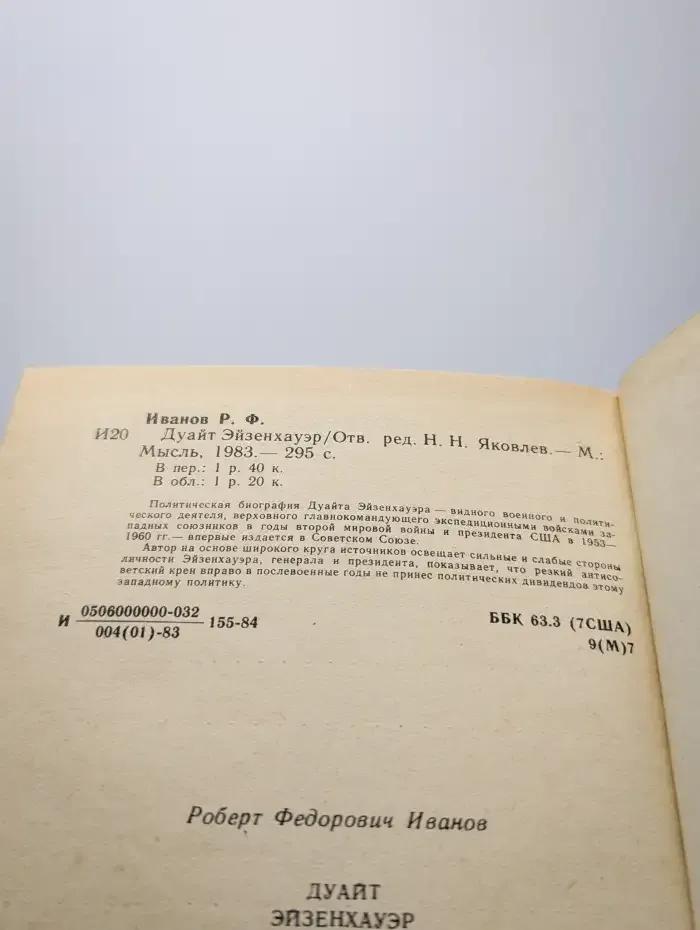 Иванов Р. Ф.
И20 Дуайт Эйзенхауэр/Отв. ред. Н. Н. Яковлев.— М.:
Мысль, 1983.— 295 с.
В пер.: 1 р. 40 к.
В обл.: 1 р. 20 к.
Политическая биография Дуайта Эйзенхауэра — видного военного и полити-
ческого деятеля, верховного главнокомандующего экспедиционными войсками за-
падных союзников в годы второй мировой войны и президента США в 1953—
1960 гг.— впервые издается в Советском Союзе.
Автор на основе широкого круга источников освещает сильные и слабые стороны
личности Эйзенхауэра, генерала и президента, показывает, что резкий антисо-
ветский крен вправо в послевоенные годы не принес политических дивидендов этому
западному политику.
И 0506000000-032
004(01)-83 155-84
ББК 63.3 (7США)
9(М)7
Роберт Федорович Иванов
ДУАЙТ
ЭЙЗЕНХАУЭР